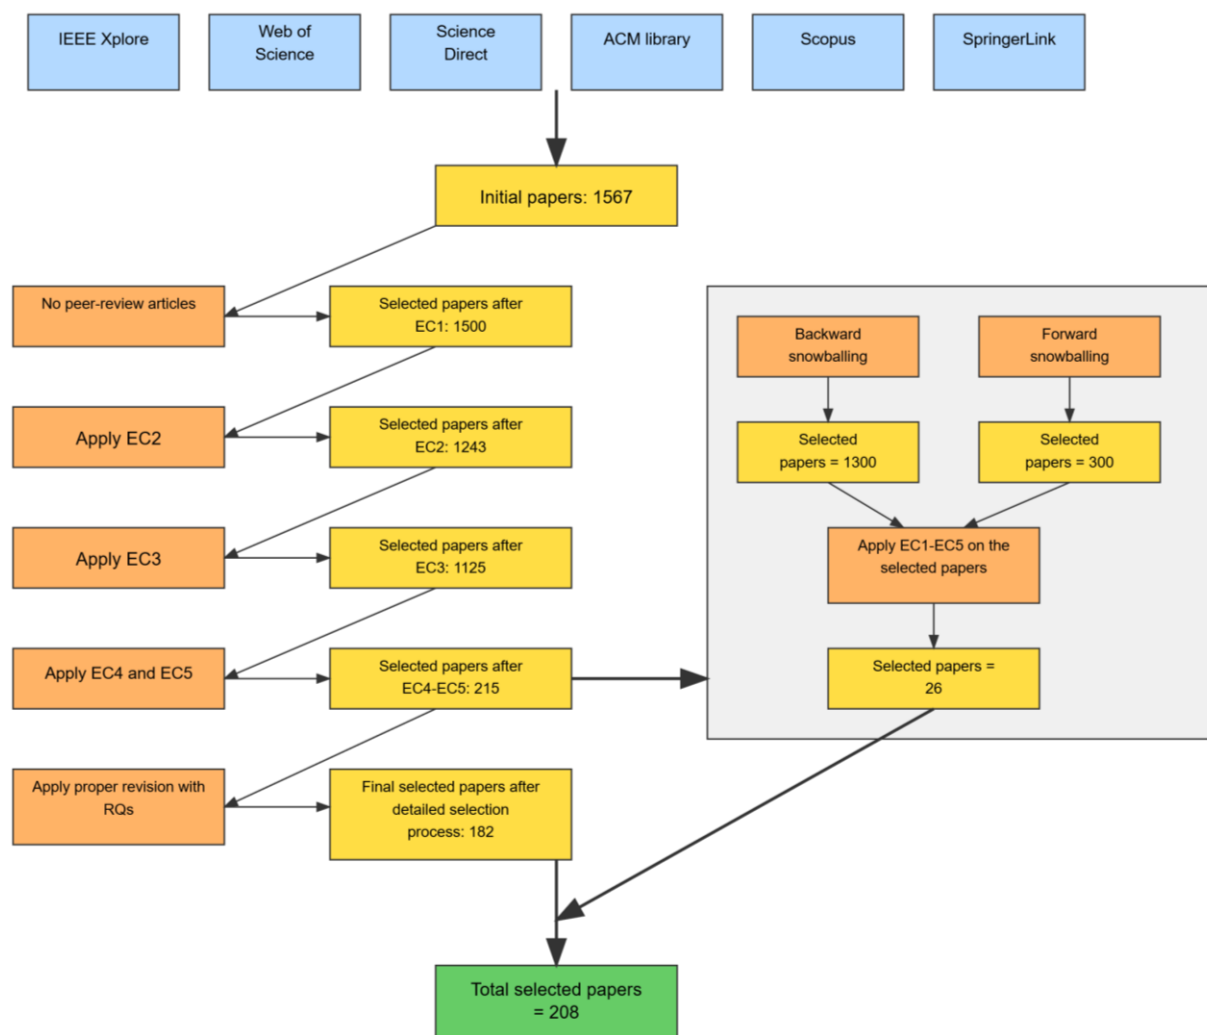 IEEE Xplore
Web of
Science
Science
Direct
ACM library
Scopus
SpringerLink
Initial papers: 1567
No peer-review articles
Selected papers after
EC1: 1500
Apply EC2
Selected papers after
EC2: 1243
Apply EC3
Selected papers after
EC3: 1125
Apply EC4 and EC5
Selected papers after
EC4-EC5: 215
Apply proper revision with
RQs
Final selected papers after
detailed selection
process: 182
Backward
snowballing
Forward
snowballing
Selected
papers = 1300
Selected
papers = 300
Apply EC1-EC5 on the
selected papers
Selected papers =
26
Total selected papers
= 208